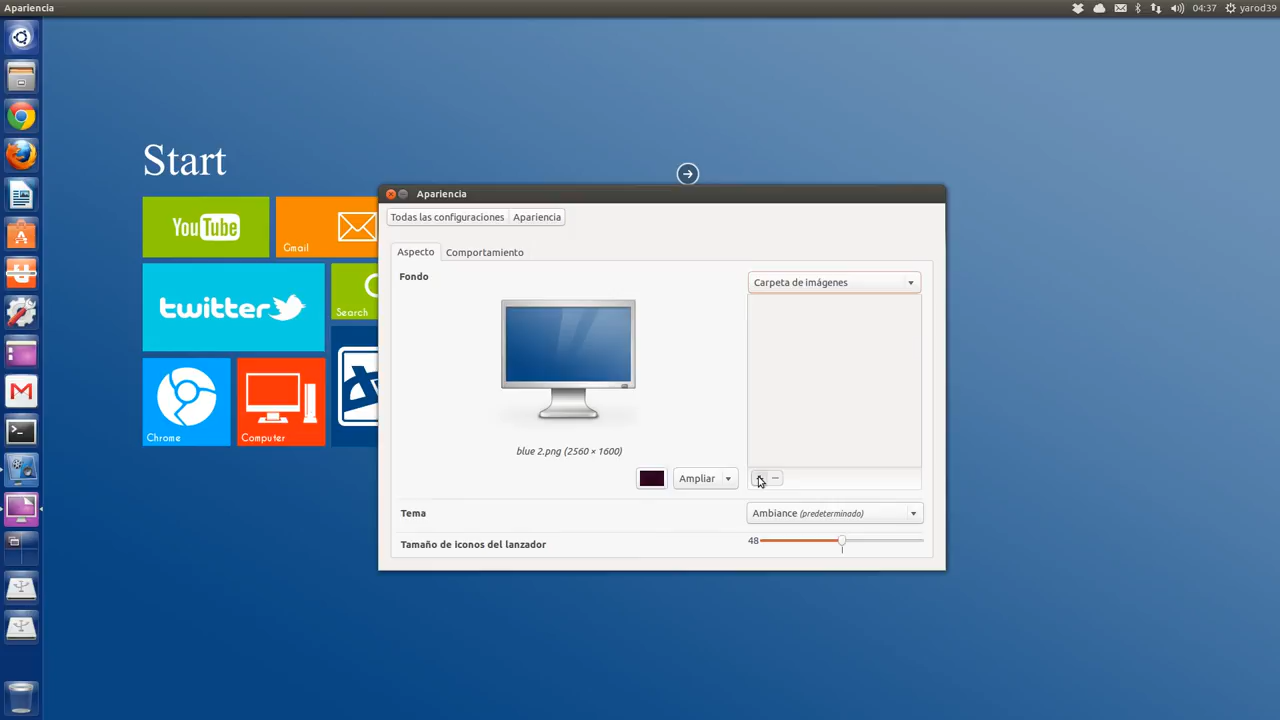 Apariencia
04:37
yarod39
Start
YouTube
Gmail
twitter
Search
Chrome
Computer
Apariencia
Todas las configuraciones
Apariencia
Aspecto
Comportamiento
Fondo
Carpeta de imágenes
blue 2.png (2560 × 1600)
Ampliar
Tema
Ambiance (predeterminado)
Tamaño de iconos del lanzador
48